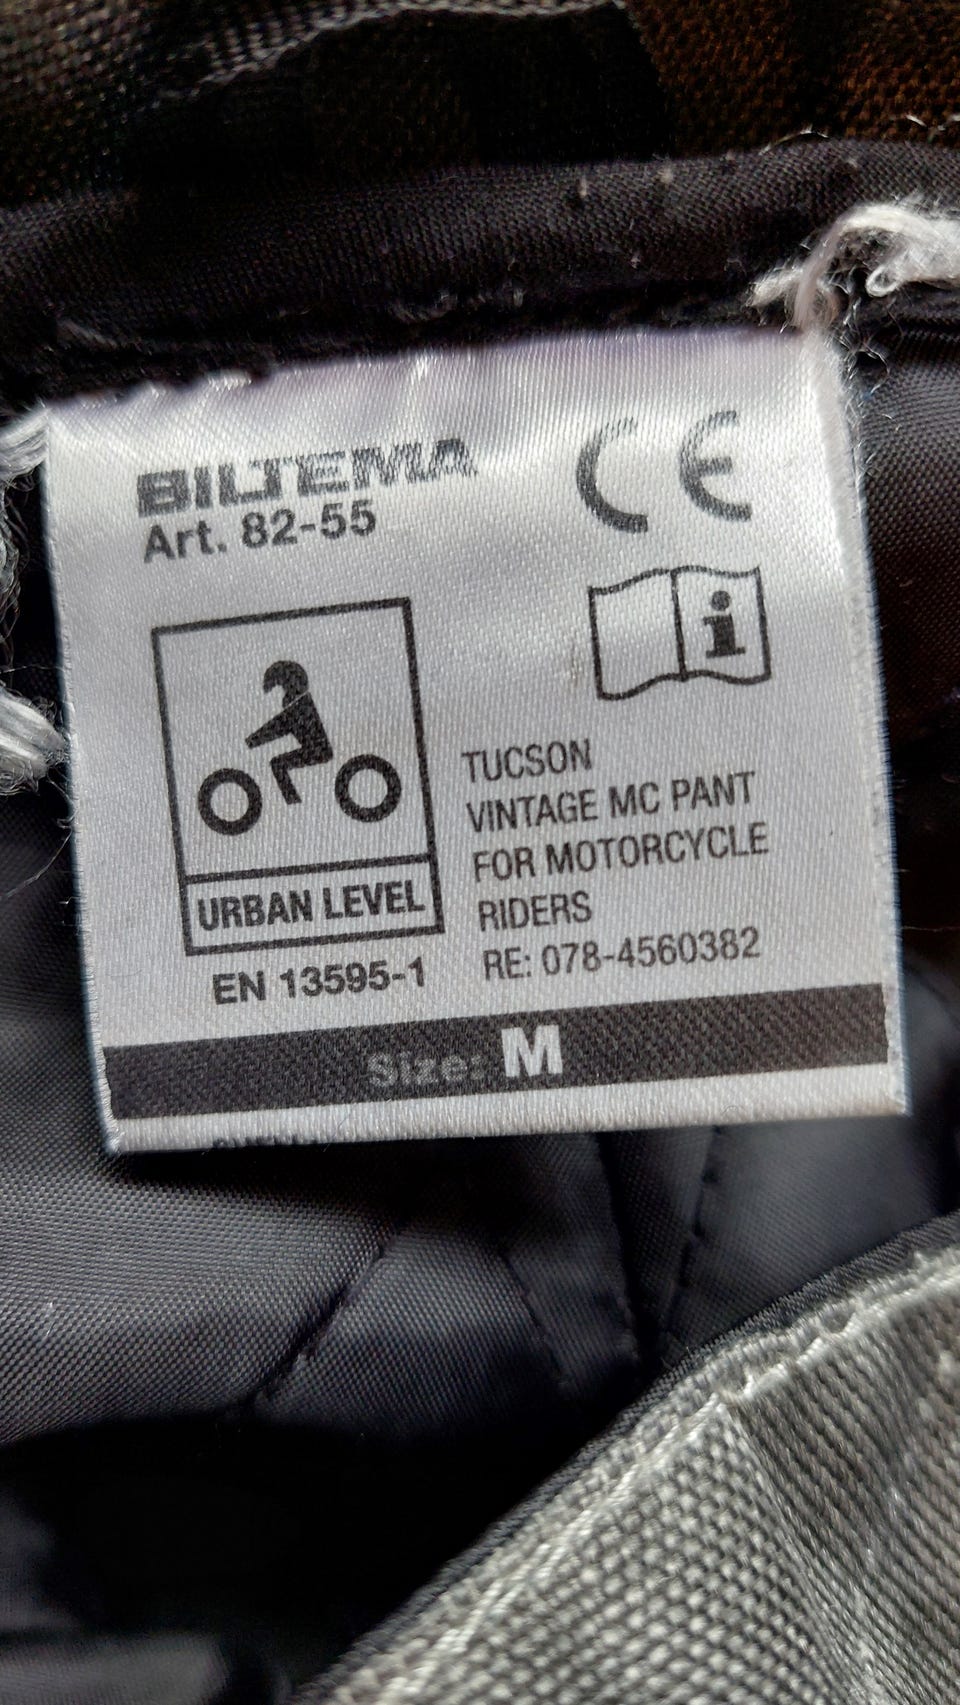 BILTEMA
Art. 82-55
CE
i
TUCSON
VINTAGE MC PANT
FOR MOTORCYCLE
RIDERS
RE: 078-4560382
URBAN LEVEL
EN 13595-1
Size: M